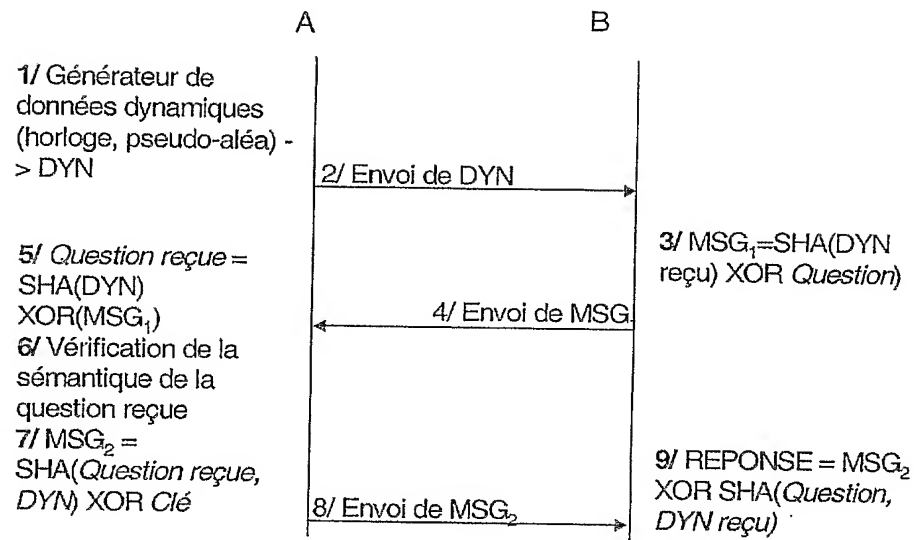 A
B
1/ Générateur de
données dynamiques
(horloge, pseudo-aléa) -
> DYN
2/ Envoi de DYN
3/ MSG₁=SHA(DYN
reçu) XOR Question)
5/ Question reçue =
SHA(DYN)
XOR(MSG₁)
4/ Envoi de MSG
6/ Vérification de la
sémantique de la
question reçue
7/ MSG₂ =
SHA(Question reçue,
DYN) XOR Clé
8/ Envoi de MSG₂
9/ REPONSE = MSG₂
XOR SHA(Question,
DYN reçu)